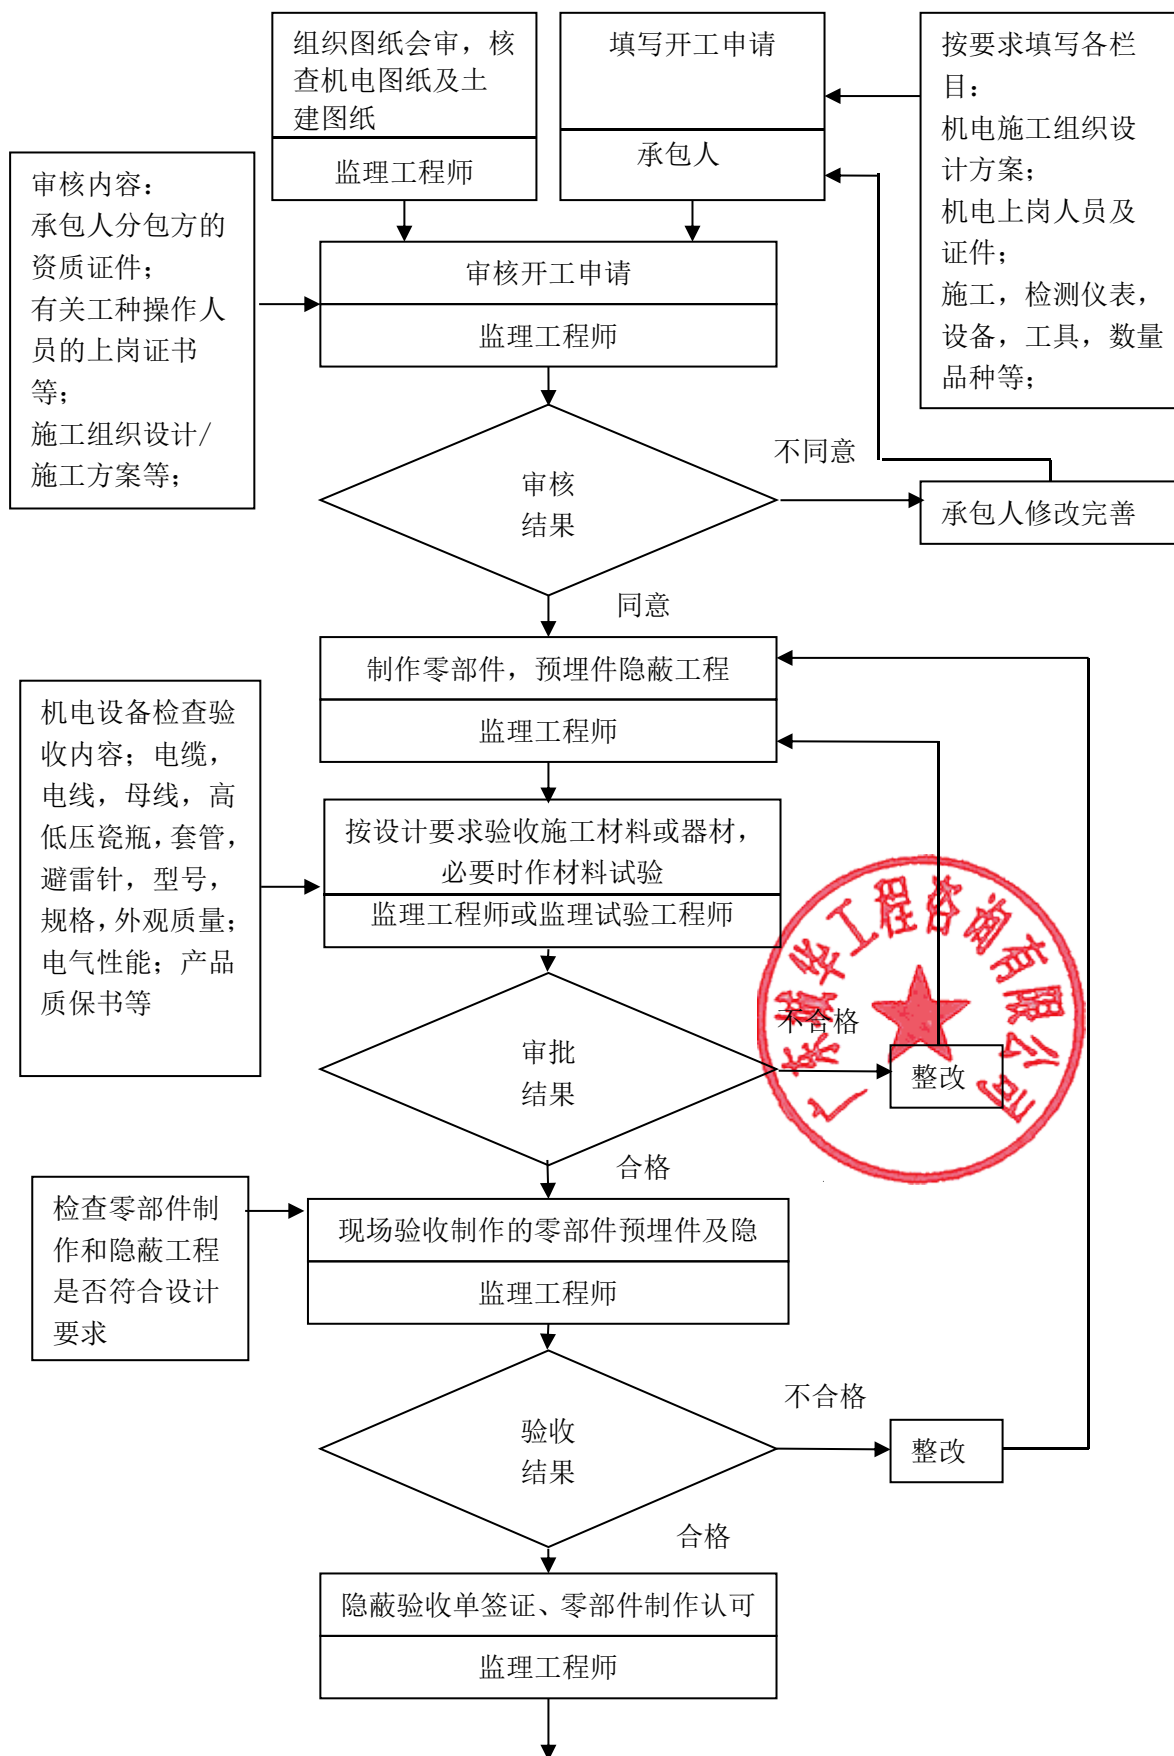 组织图纸会审，核
查机电图纸及土
建图纸
监理工程师
填写开工申请
承包人
按要求填写各栏
目：
机电施工组织设
计方案；
机电上岗人员及
证件；
施工，检测仪表，
设备，工具，数量
品种等；
审核内容：
承包人分包方的
资质证件；
有关工种操作人
员的上岗证书
等；
施工组织设计/
施工方案等；
审核开工申请
监理工程师
审核
结果
不同意
承包人修改完善
同意
制作零部件，预埋件隐蔽工程
监理工程师
机电设备检查验
收内容；电缆，
电线，母线，高
低压瓷瓶，套管，
避雷针，型号，
规格，外观质量；
电气性能；产品
质保书等
按设计要求验收施工材料或器材，
必要时作材料试验
监理工程师或监理试验工程师
审批
结果
不合格
整改
合格
检查零部件制
作和隐蔽工程
是否符合设计
要求
现场验收制作的零部件预埋件及隐
监理工程师
验收
结果
不合格
整改
合格
隐蔽验收单签证、零部件制作认可
监理工程师